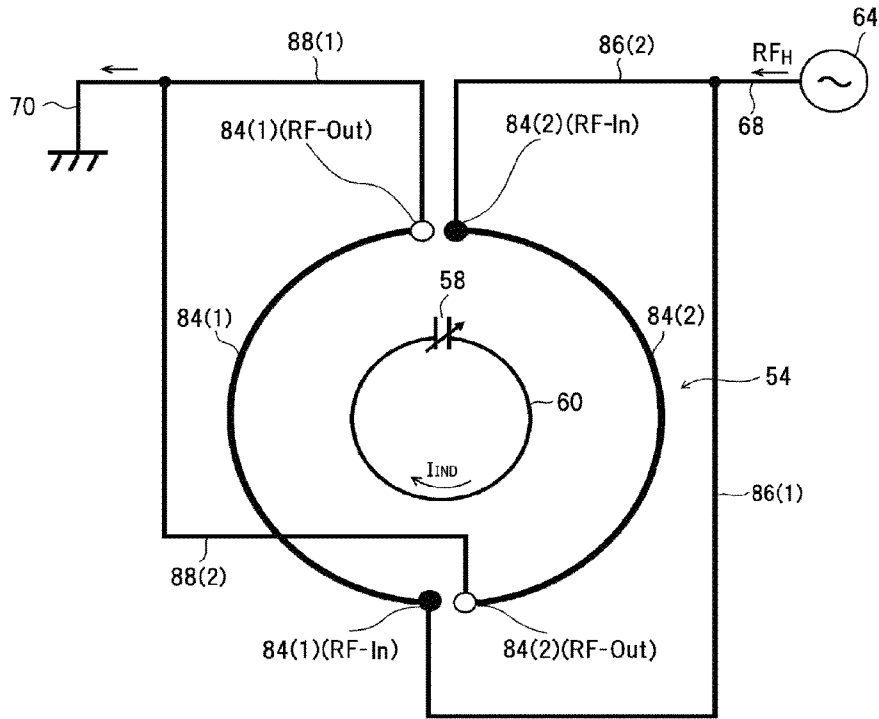 64
88(1)
86(2)
RFH
70
68
84(1)(RF-Out)
84(2)(RF-In)
58
84(1)
84(2)
54
60
IIND
86(1)
88(2)
84(1)(RF-In)
84(2)(RF-Out)